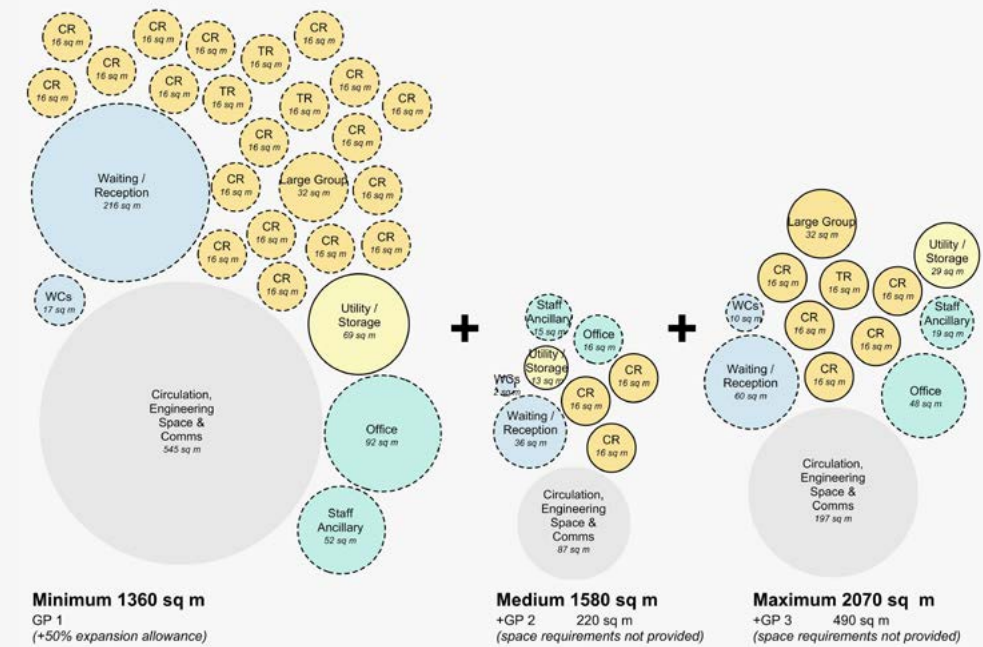 CR
16 sq m
CR
16 sq m
CR
16 sq m
TR
16 sq m
CR
16 sq m
CR
16 sq m
CR
16 sq m
CR
16 sq m
TR
16 sq m
TR
16 sq m
CR
16 sq m
CR
16 sq m
CR
16 sq m
CR
16 sq m
Waiting /
Reception
216 sq m
CR
16 sq m
Large Group
32 sq m
CR
16 sq m
CR
16 sq m
CR
16 sq m
CR
16 sq m
CR
16 sq m
CR
16 sq m
WCs
17 sq m
Utility /
Storage
69 sq m
Circulation,
Engineering
Space &
Comms
545 sq m
Office
92 sq m
Staff
Ancillary
52 sq m
Minimum 1360 sq m
GP 1
(+50% expansion allowance)
+
Staff
Ancillary
15 sq m
Office
16 sq m
Utility /
Storage
13 sq m
WCs
2 sq m
CR
16 sq m
CR
16 sq m
Waiting /
Reception
36 sq m
CR
16 sq m
Circulation,
Engineering
Space &
Comms
87 sq m
Medium 1580 sq m
+GP 2 220 sq m
(space requirements not provided)
+
Large Group
32 sq m
Utility /
Storage
29 sq m
CR
16 sq m
TR
16 sq m
CR
16 sq m
WCs
10 sq m
CR
16 sq m
CR
16 sq m
Staff
Ancillary
19 sq m
Waiting /
Reception
60 sq m
CR
16 sq m
Office
48 sq m
Circulation,
Engineering
Space &
Comms
197 sq m
Maximum 2070 sq m
+GP 3 490 sq m
(space requirements not provided)